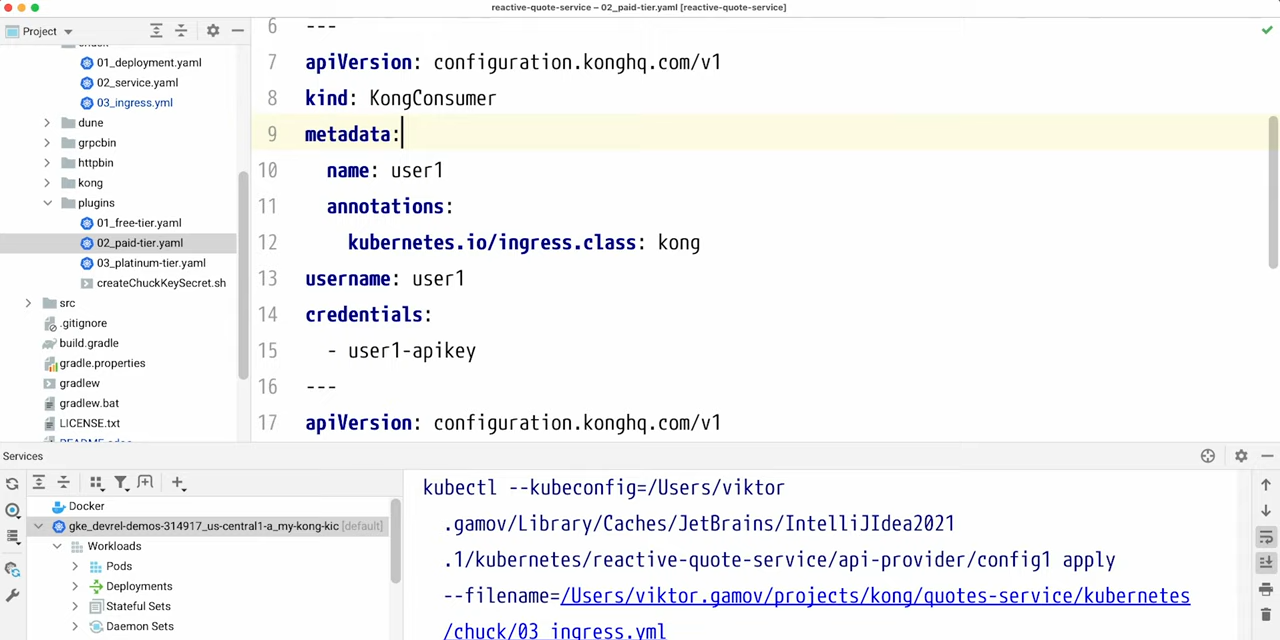 reactive-quote-service – 02_paid-tier.yaml [reactive-quote-service]
Project
01_deployment.yaml
02_service.yaml
03_ingress.yml
dune
grpcbin
httpbin
kong
plugins
01_free-tier.yaml
02_paid-tier.yaml
03_platinum-tier.yaml
createChuckKeySecret.sh
src
.gitignore
build.gradle
gradle.properties
gradlew
gradlew.bat
LICENSE.txt
6 ---
7 apiVersion: configuration.konghq.com/v1
8 kind: KongConsumer
9 metadata:
10 name: user1
11 annotations:
12 kubernetes.io/ingress.class: kong
13 username: user1
14 credentials:
15 - user1-apikey
16 ---
17 apiVersion: configuration.konghq.com/v1
Services
Docker
gke_devrel-demos-314917_us-central1-a_my-kong-kic [default]
Workloads
Pods
Deployments
Stateful Sets
Daemon Sets
kubectl --kubeconfig=/Users/viktor
.gamov/Library/Caches/JetBrains/IntelliJIdea2021
.1/kubernetes/reactive-quote-service/api-provider/config1 apply
--filename=/Users/viktor.gamov/projects/kong/quotes-service/kubernetes
/chuck/03_ingress.yml